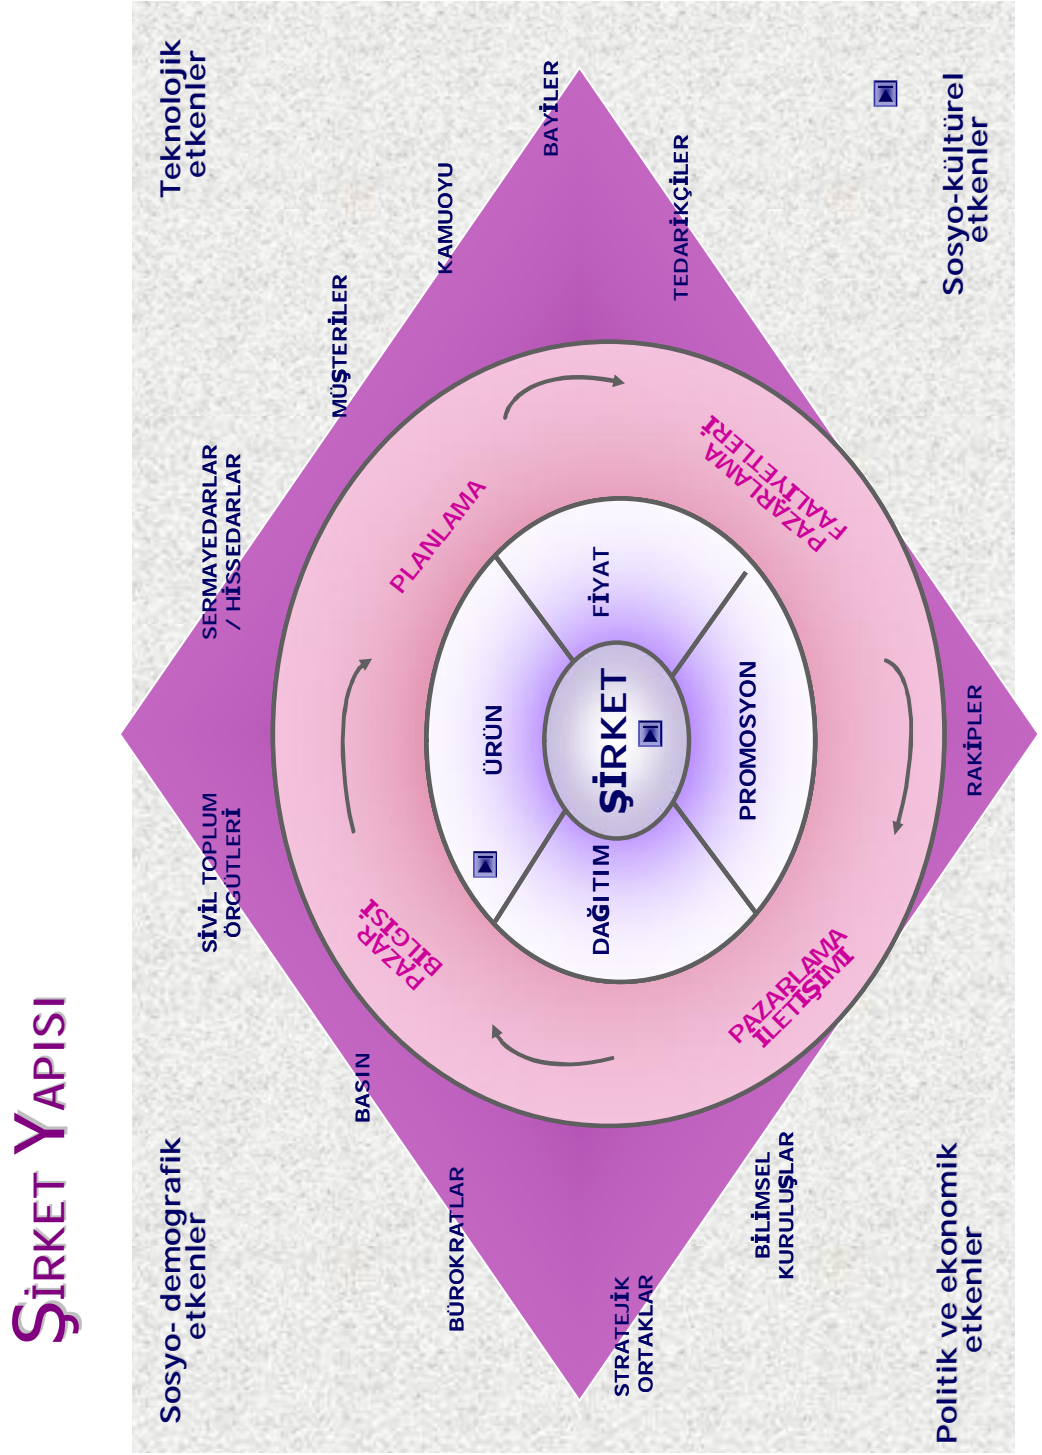 ŞİRKET YAPISI
Sosyo- demografik
etkenler
Teknolojik
etkenler
SİVİL TOPLUM
ÖRGÜTLERİ
SERMAYEDARLAR
/ HİSSEDARLAR
BASIN
MÜŞTERİLER
BÜROKRATLAR
KAMUOYU
STRATEJİK
ORTAKLAR
BAYİLER
BİLİMSEL
KURULUŞLAR
TEDARİKÇİLER
RAKİPLER
PAZAR
BİLGİSİ
PLANLAMA
PAZARLAMA
FAALİYETLERİ
PAZARLAMA
İLETİŞİMİ
ÜRÜN
DAĞITIM
ŞİRKET
FİYAT
PROMOSYON
Politik ve ekonomik
etkenler
Sosyo-kültürel
etkenler